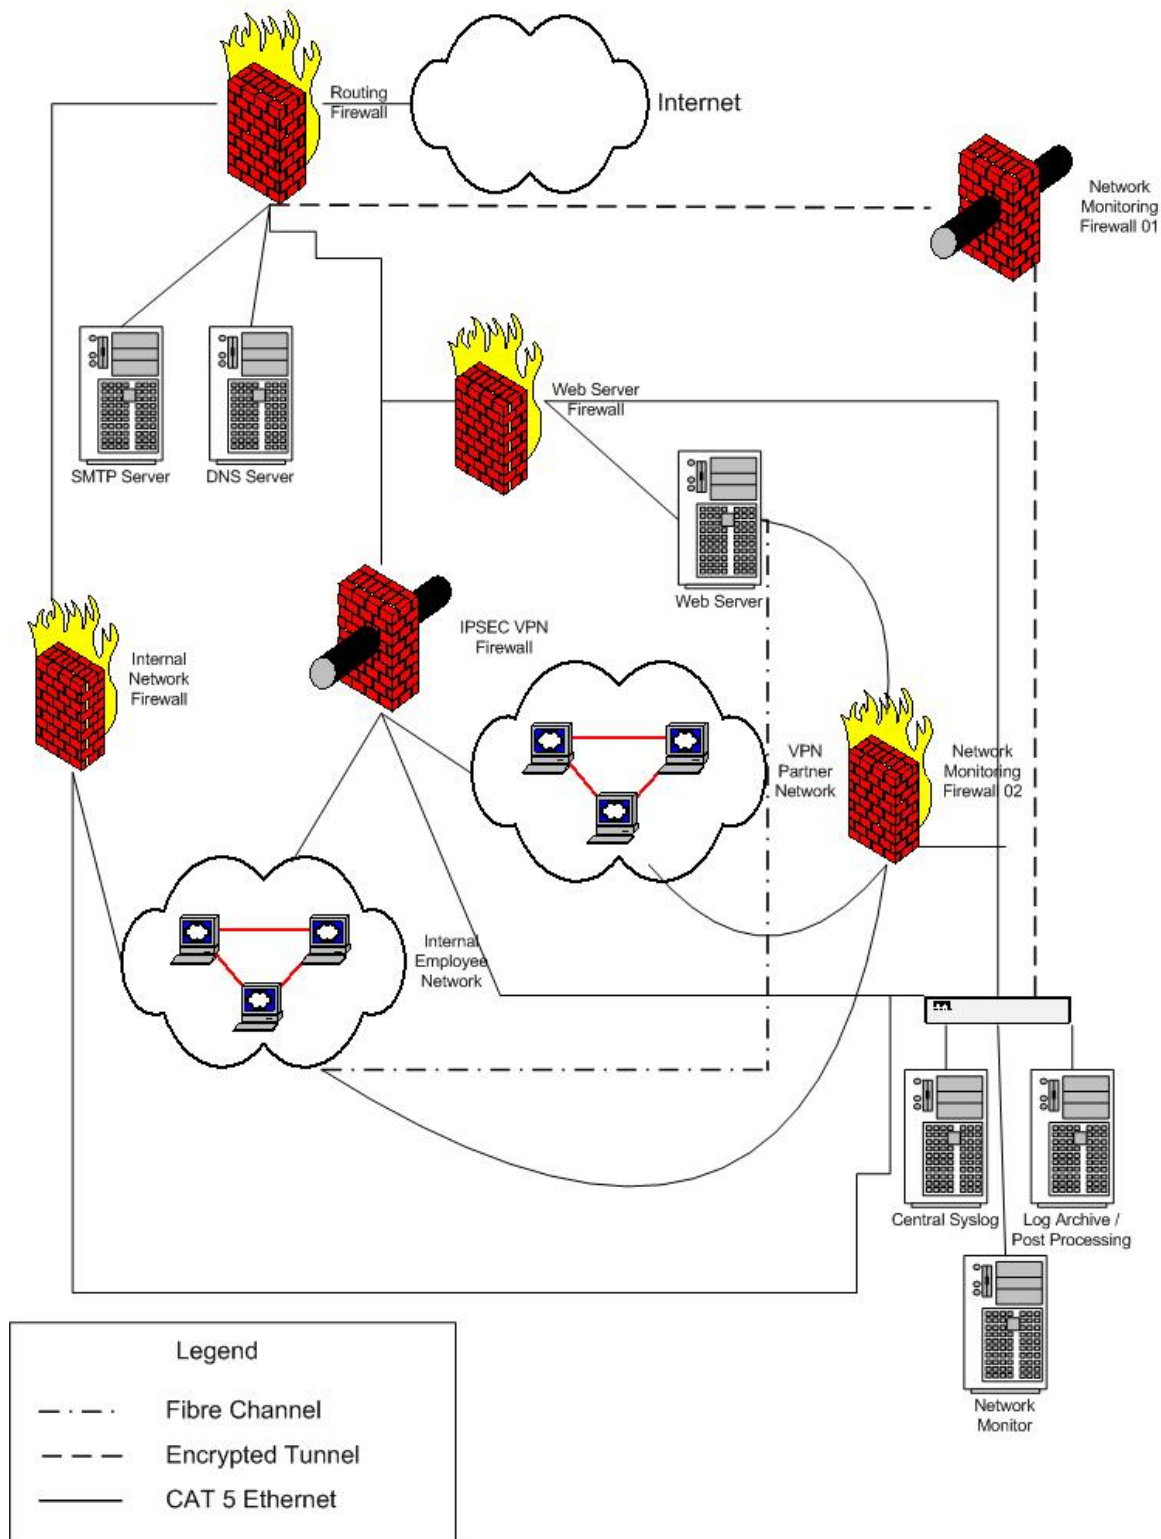 Routing
Firewall
Internet
Network
Monitoring
Firewall 01
Web Server
Firewall
SMTP Server
DNS Server
Web Server
IPSEC VPN
Firewall
Internal
Network
Firewall
VPN
Partner
Network
Network
Monitoring
Firewall 02
Internal
Employee
Network
Central Syslog
Log Archive /
Post Processing
Network
Monitor
Legend
Fibre Channel
Encrypted Tunnel
CAT 5 Ethernet